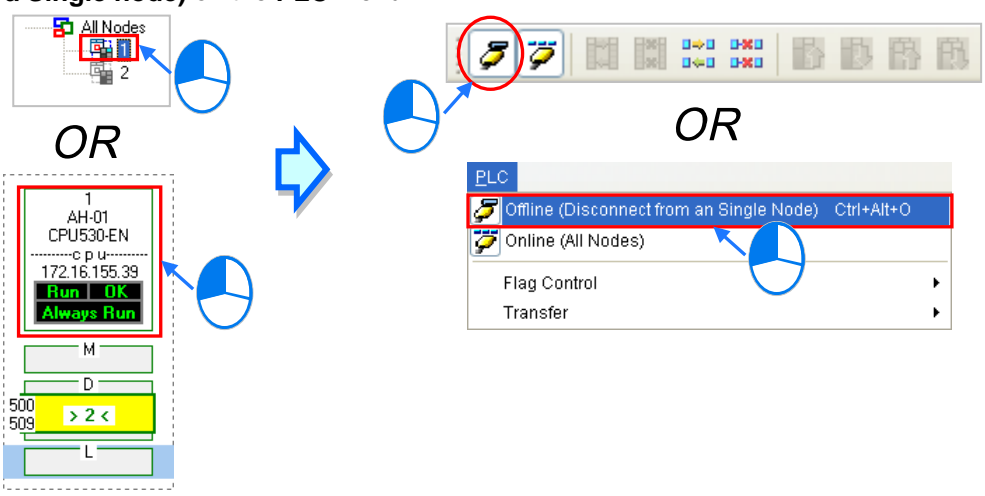 All Nodes
1
2
OR
1
AH-01
CPU530-EN
---------c p u---------
172.16.155.39
Run OK
Always Run
M
D
500
509
> 2 <
L
OR
PLC
Offline (Disconnect from an Single Node) Ctrl+Alt+O
Online (All Nodes)
Flag Control
Transfer